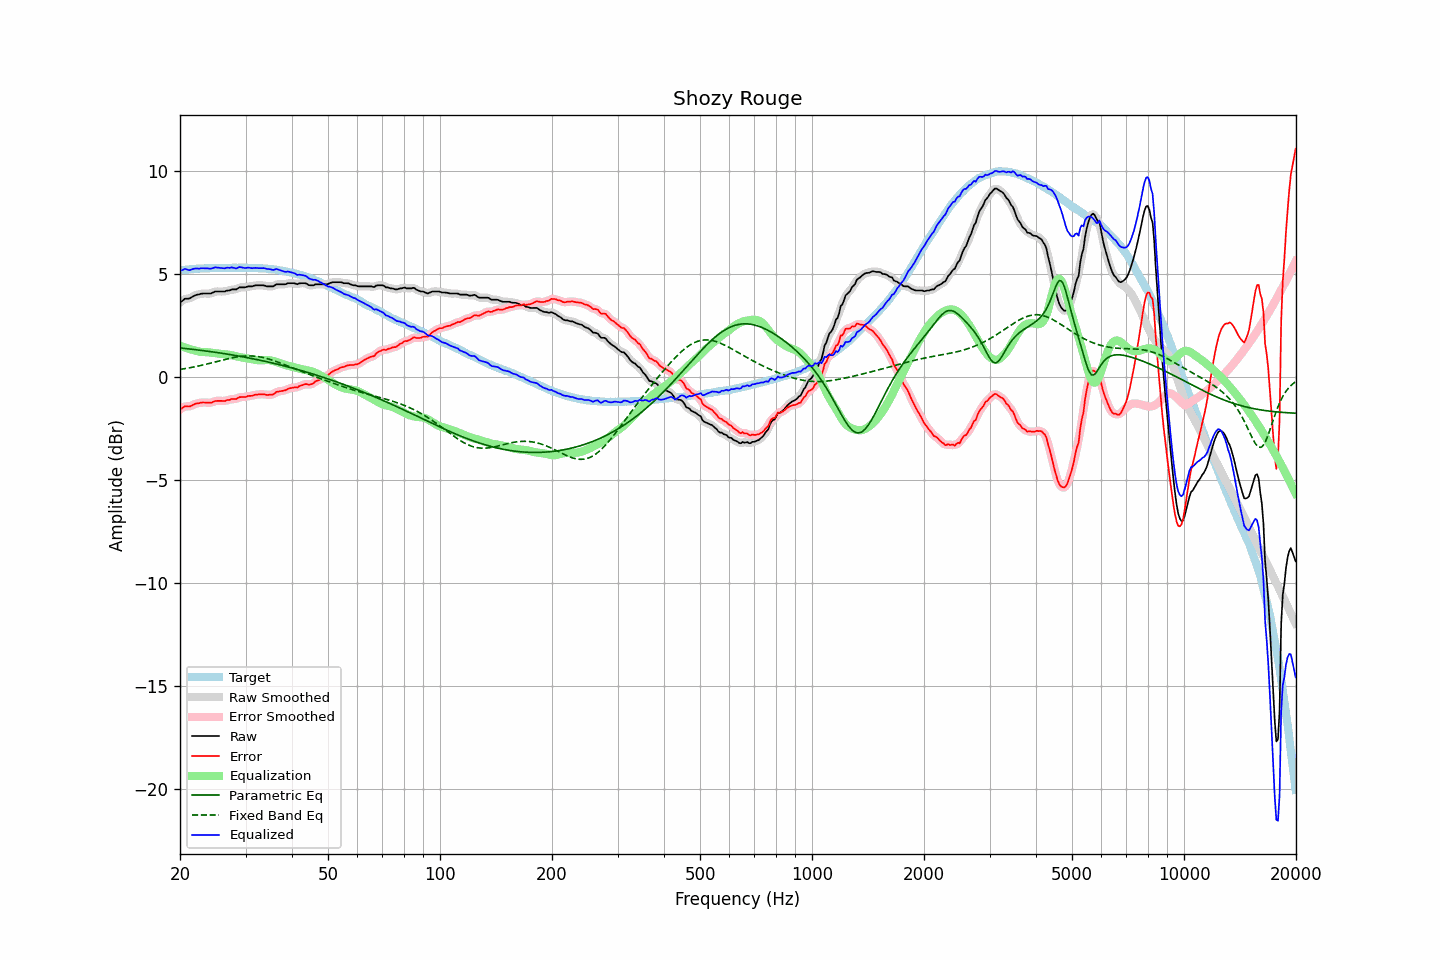 Shozy Rouge
Amplitude (dBr)
10
5
0
−5
−10
−15
−20
Target
Raw Smoothed
Error Smoothed
Raw
Error
Equalization
Parametric Eq
Fixed Band Eq
Equalized
20 50 100 200 500 1000 2000 5000 10000 20000
Frequency (Hz)